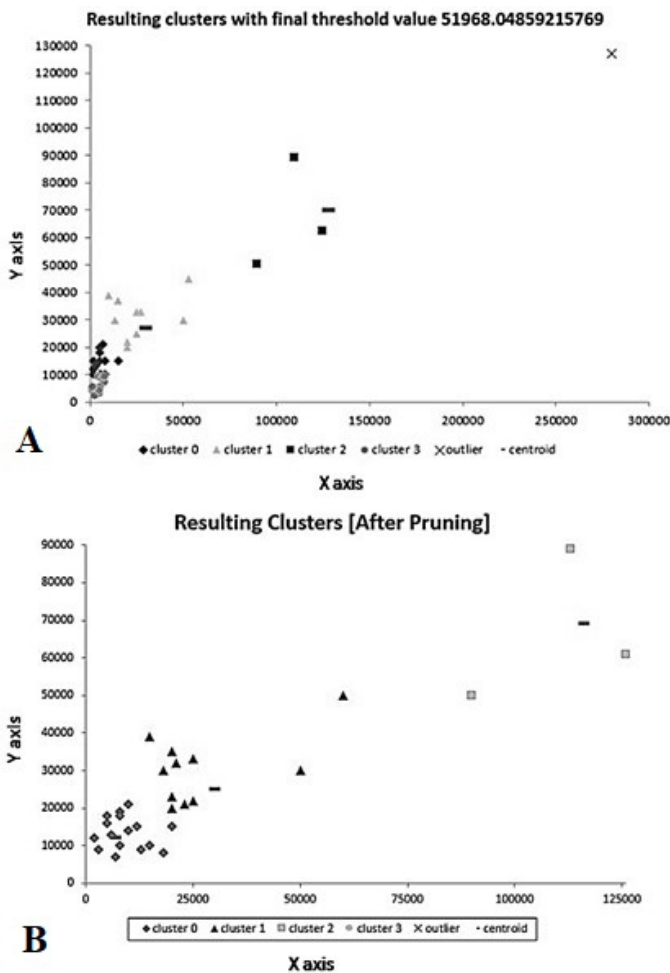 Resulting clusters with final threshold value 51968.04859215769
130000
120000
110000
100000
90000
80000
70000
60000
50000
40000
30000
20000
10000
0
Y axis
0 50000 100000 150000 200000 250000 300000
A
cluster 0 cluster 1 cluster 2 cluster 3 outlier centroid
X axis
Resulting Clusters [After Pruning]
90000
80000
70000
60000
50000
40000
30000
20000
10000
0
Y axis
0 25000 50000 75000 100000 125000
cluster 0 cluster 1 cluster 2 cluster 3 outlier centroid
B
X axis